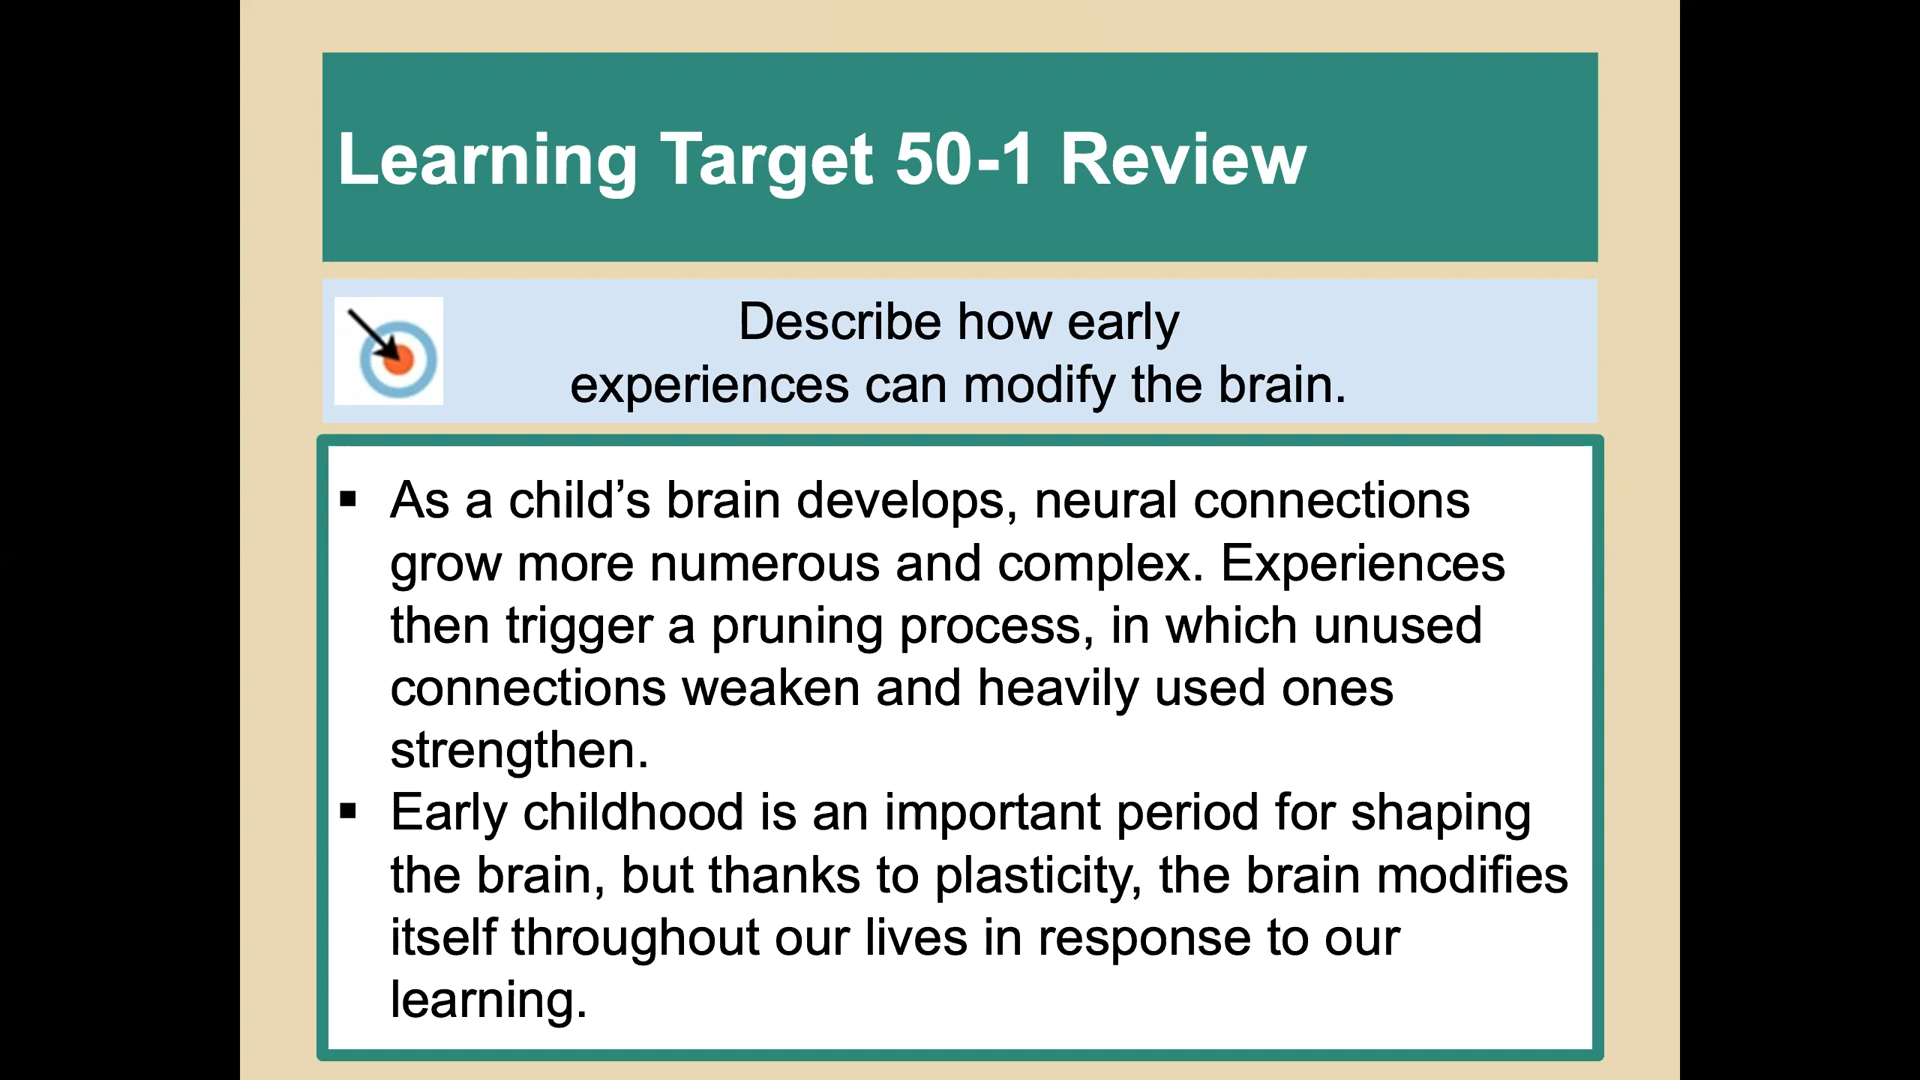 Learning Target 50-1 Review
Describe how early
experiences can modify the brain.
▪ As a child’s brain develops, neural connections
grow more numerous and complex. Experiences
then trigger a pruning process, in which unused
connections weaken and heavily used ones
strengthen.
▪ Early childhood is an important period for shaping
the brain, but thanks to plasticity, the brain modifies
itself throughout our lives in response to our
learning.